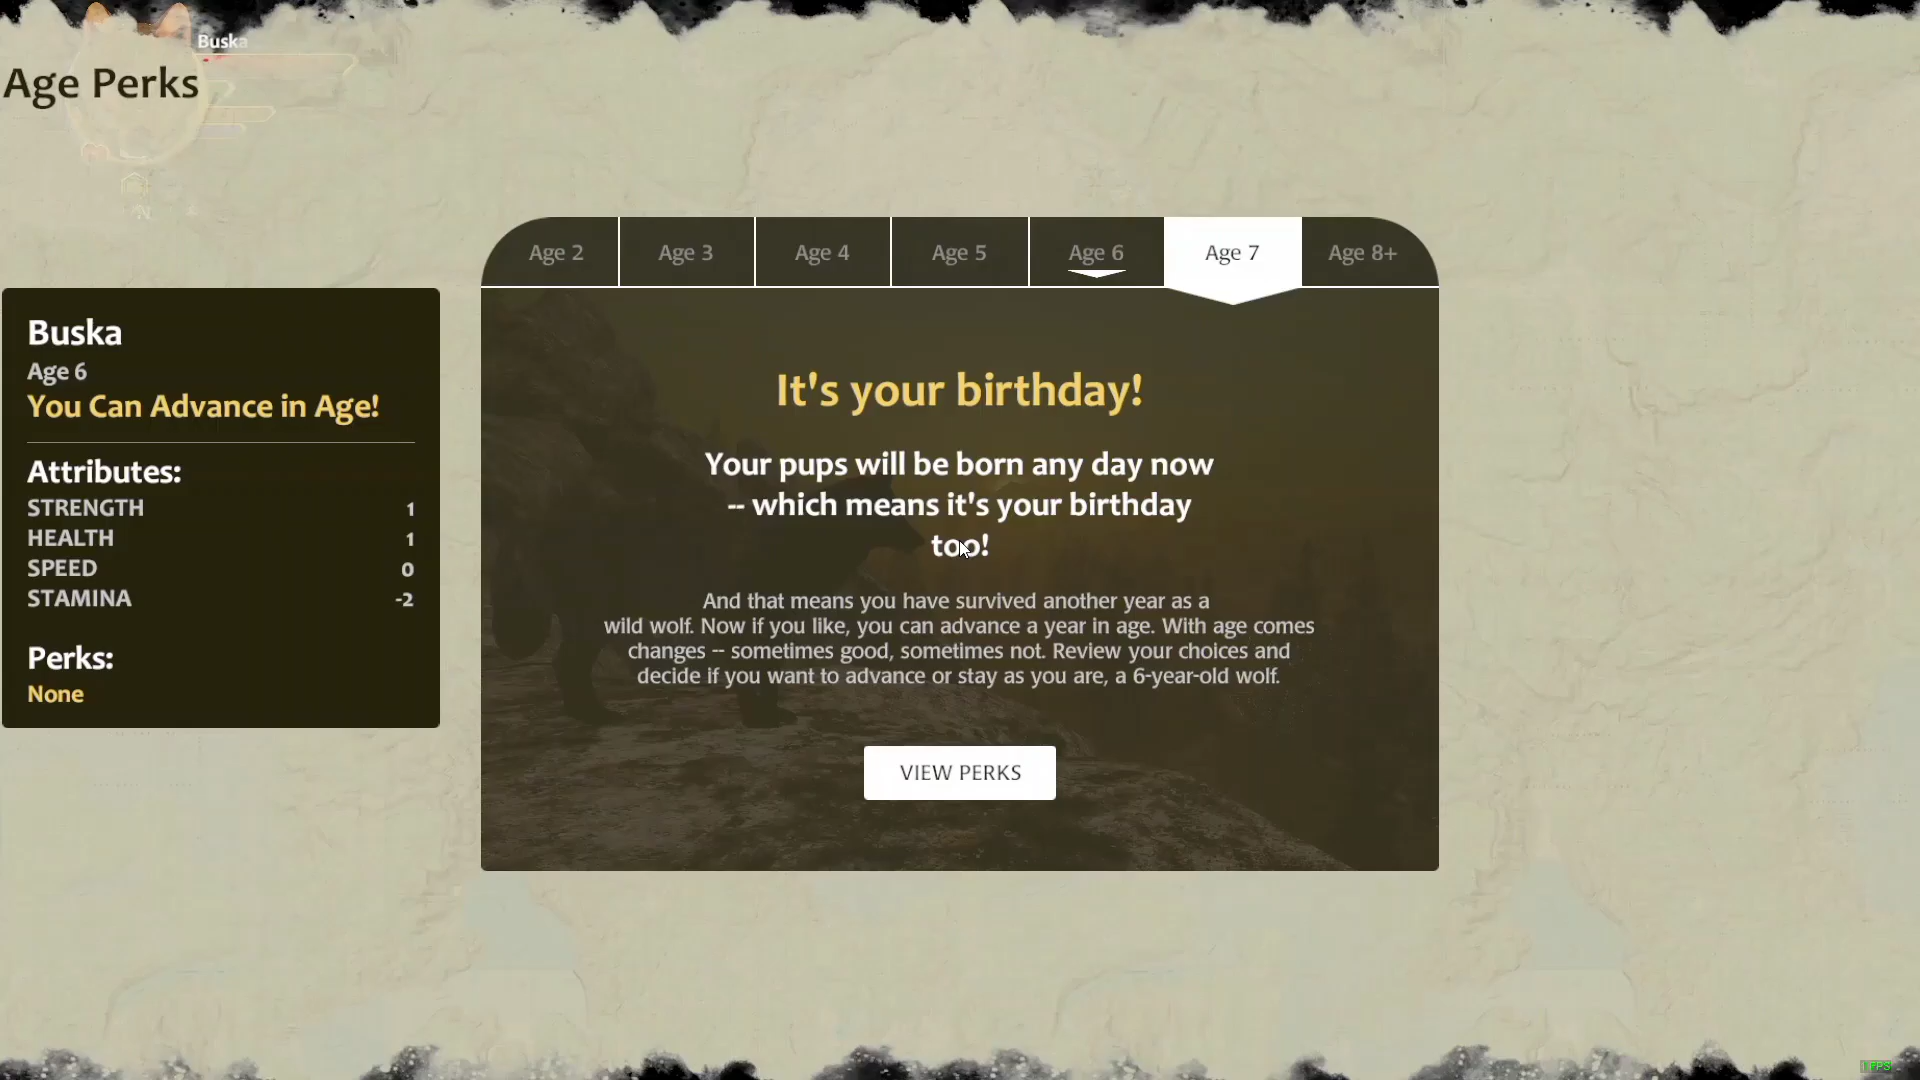 Buska
Age Perks
N
Age 2
Age 3
Age 4
Age 5
Age 6
Age 7
Age 8+
Buska
Age 6
You Can Advance in Age!
Attributes:
STRENGTH 1
HEALTH 1
SPEED 0
STAMINA -2
Perks:
None
It's your birthday!
Your pups will be born any day now
-- which means it's your birthday
too!
And that means you have survived another year as a
wild wolf. Now if you like, you can advance a year in age. With age comes
changes -- sometimes good, sometimes not. Review your choices and
decide if you want to advance or stay as you are, a 6-year-old wolf.
VIEW PERKS
1 FPS